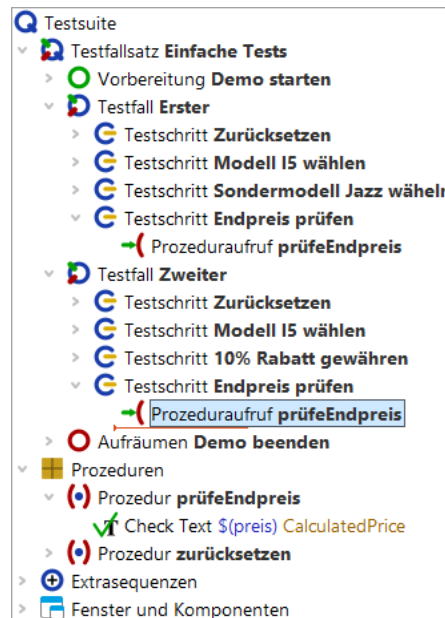 Testsuite
Testfallsatz Einfache Tests
Vorbereitung Demo starten
Testfall Erster
Testschritt Zurücksetzen
Testschritt Modell I5 wählen
Testschritt Sondermodell Jazz wäheln
Testschritt Endpreis prüfen
Prozeduraufruf prüfeEndpreis
Testfall Zweiter
Testschritt Zurücksetzen
Testschritt Modell I5 wählen
Testschritt 10% Rabatt gewähren
Testschritt Endpreis prüfen
Prozeduraufruf prüfeEndpreis
Aufräumen Demo beenden
Prozeduren
Prozedur prüfeEndpreis
Check Text $(preis) CalculatedPrice
Prozedur zurücksetzen
Extrasequenzen
Fenster und Komponenten